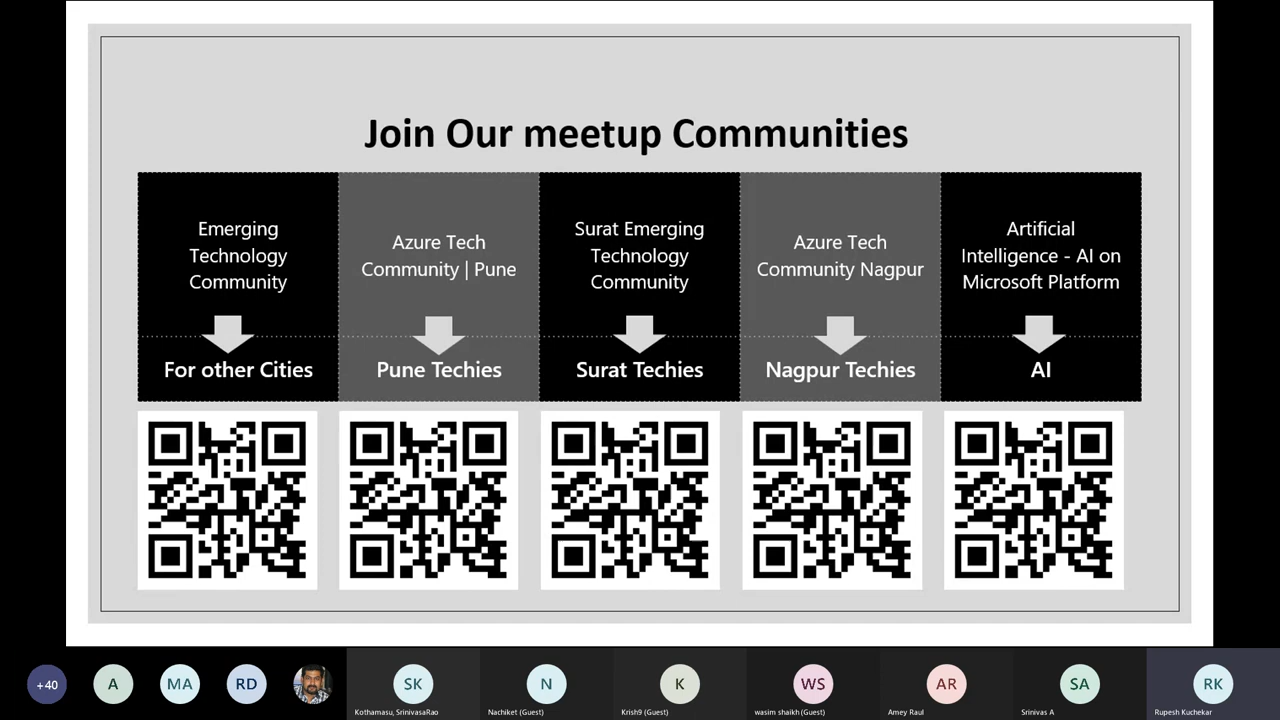 Join Our meetup Communities
Emerging
Technology
Community
Azure Tech
Community | Pune
Surat Emerging
Technology
Community
Azure Tech
Community Nagpur
Artificial
Intelligence - AI on
Microsoft Platform
For other Cities
Pune Techies
Surat Techies
Nagpur Techies
AI
+40
A
MA
RD
SK
N
K
WS
AR
SA
RK
Kothamasu, SrinivasaRao
Nachiket (Guest)
Krish9 (Guest)
wasim shaikh (Guest)
Amey Raul
Srinivas A
Rupesh Kuchekar